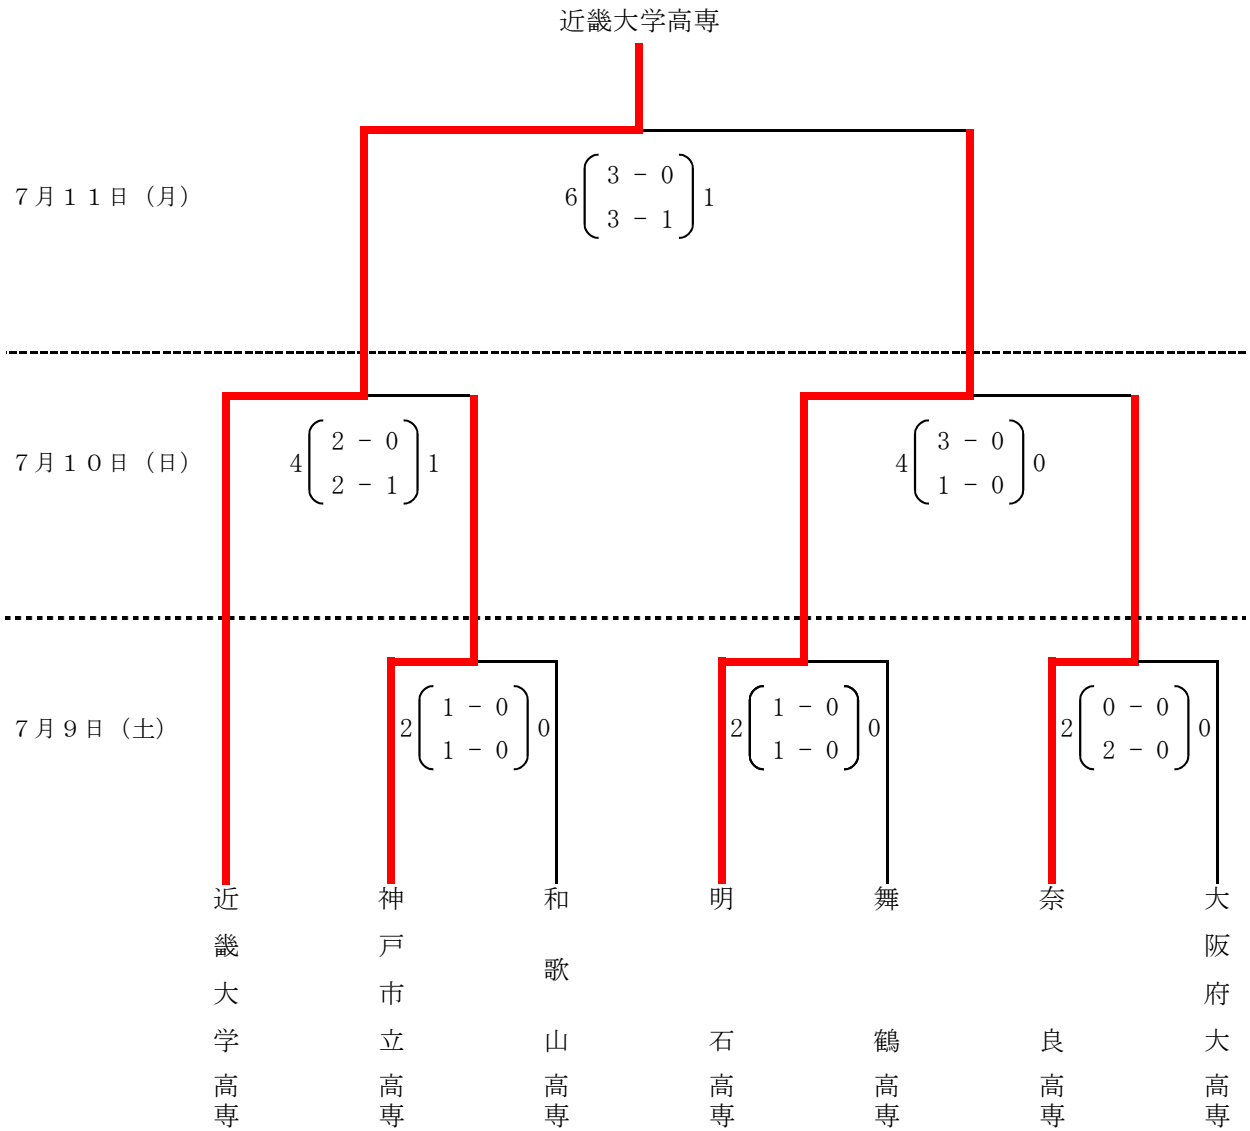 近畿大学高専
3 － 0
7月11日（月） 6 1
3 － 1
2 － 0 3 － 0
7月10日（日） 4 1 4 0
2 － 1 1 － 0
1 － 0 1 － 0 0 － 0
7月9日（土） 2 0 2 0 2 0
1 － 0 1 － 0 2 － 0
近畿大学高専
神戸市立高専
和歌山高専
明石高専
舞鶴高専
奈良高専
大阪府大高専